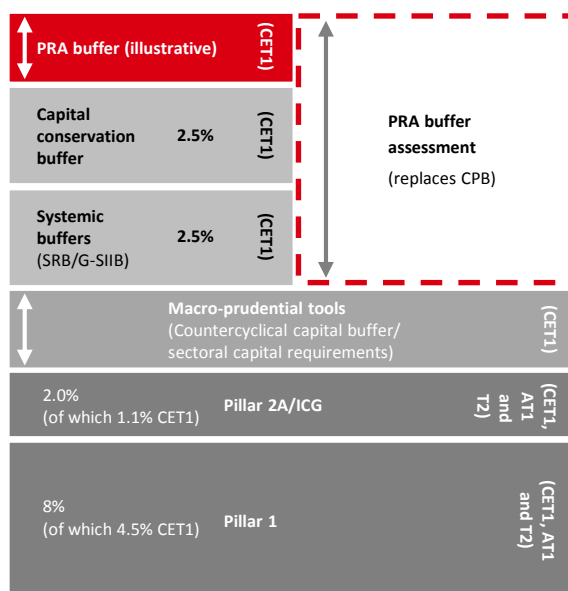 PRA buffer (illustrative)
(CET1)
Capital
conservation
buffer
2.5%
(CET1)
PRA buffer
assessment
(replaces CPB)
Systemic
buffers
(SRB/G-SIIB)
2.5%
(CET1)
Macro-prudential tools
(Countercyclical capital buffer/
sectoral capital requirements)
(CET1)
2.0%
(of which 1.1% CET1)
Pillar 2A/ICG
(CET1,
AT1
and
T2)
8%
(of which 4.5% CET1)
Pillar 1
(CET1, AT1
and T2)